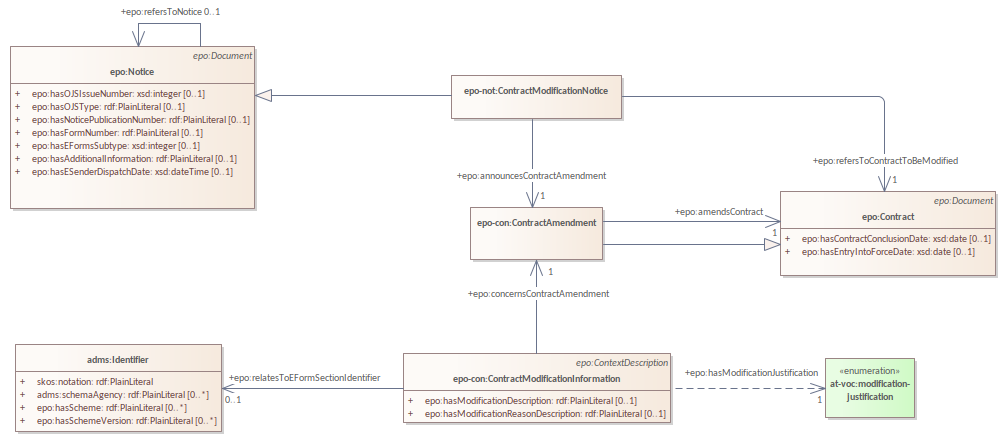 +epo:refersToNotice 0..1
epo:Document
epo:Notice
+ epo:hasOJSIssueNumber: xsd:integer [0..1]
+ epo:hasOJSType: rdf:PlainLiteral [0..1]
+ epo:hasNoticePublicationNumber: rdf:PlainLiteral [0..1]
+ epo:hasFormNumber: rdf:PlainLiteral [0..1]
+ epo:hasEFormsSubtype: xsd:integer [0..1]
+ epo:hasAdditionalInformation: rdf:PlainLiteral [0..1]
+ epo:hasESenderDispatchDate: xsd:dateTime [0..1]
epo-not:ContractModificationNotice
+epo:refersToContractToBeModified
1
+epo:announcesContractAmendment
1
epo-con:ContractAmendment
+epo:amendsContract
1
epo:Document
epo:Contract
+ epo:hasContractConclusionDate: xsd:date [0..1]
+ epo:hasEntryIntoForceDate: xsd:date [0..1]
1
+epo:concernsContractAmendment
adms:Identifier
+ skos:notation: rdf:PlainLiteral
+ adms:schemaAgency: rdf:PlainLiteral [0..*]
+ epo:hasScheme: rdf:PlainLiteral [0..*]
+ epo:hasSchemeVersion: rdf:PlainLiteral [0..*]
+epo:relatesToEFormSectionIdentifier
0..1
epo:ContextDescription
epo-con:ContractModificationInformation
+ epo:hasModificationDescription: rdf:PlainLiteral [0..1]
+ epo:hasModificationReasonDescription: rdf:PlainLiteral [0..1]
+epo:hasModificationJustification
1
«enumeration»
at-voc:modification-
justification